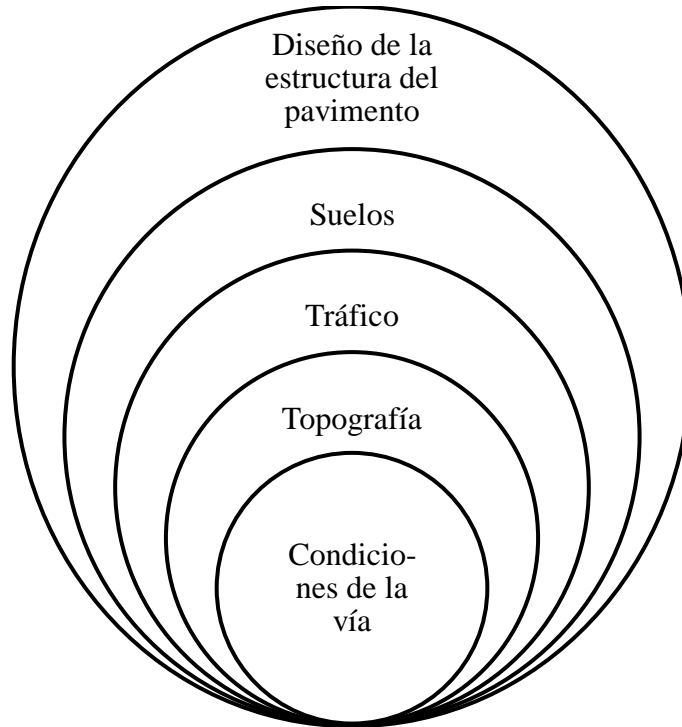 Diseño de la
estructura del
pavimento
Suelos
Tráfico
Topografía
Condicio-
nes de la
vía